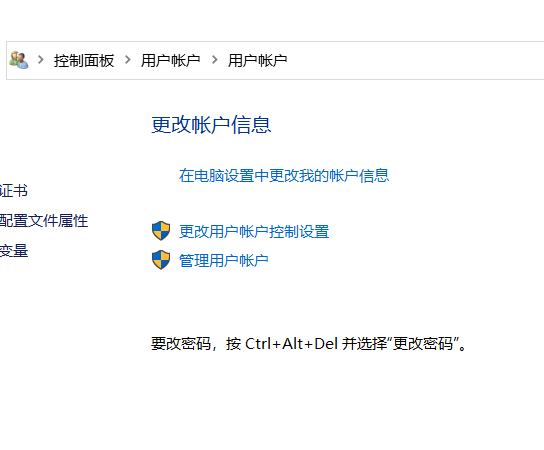 控制面板 > 用户帐户 > 用户帐户
更改帐户信息
在电脑设置中更改我的帐户信息
证书
配置文件属性
变量
更改用户帐户控制设置
管理用户帐户
要改密码，按 Ctrl+Alt+Del 并选择“更改密码”。